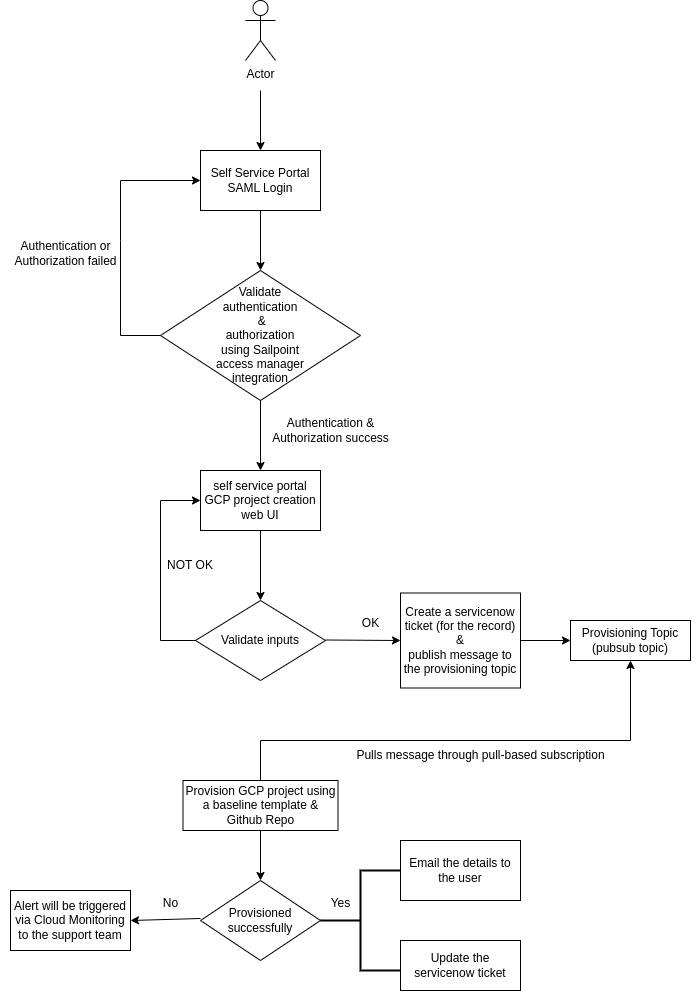 Actor
Self Service Portal
SAML Login
Authentication or
Authorization failed
Validate
authentication
&
authorization
using Sailpoint
access manager
integration
Authentication &
Authorization success
self service portal
GCP project creation
web UI
NOT OK
Validate inputs
OK
Create a servicenow
ticket (for the record)
&
publish message to
the provisioning topic
Provisioning Topic
(pubsub topic)
Pulls message through pull-based subscription
Provision GCP project using
a baseline template &
Github Repo
Provisioned
successfully
No
Alert will be triggered
via Cloud Monitoring
to the support team
Yes
Email the details to
the user
Update the
servicenow ticket